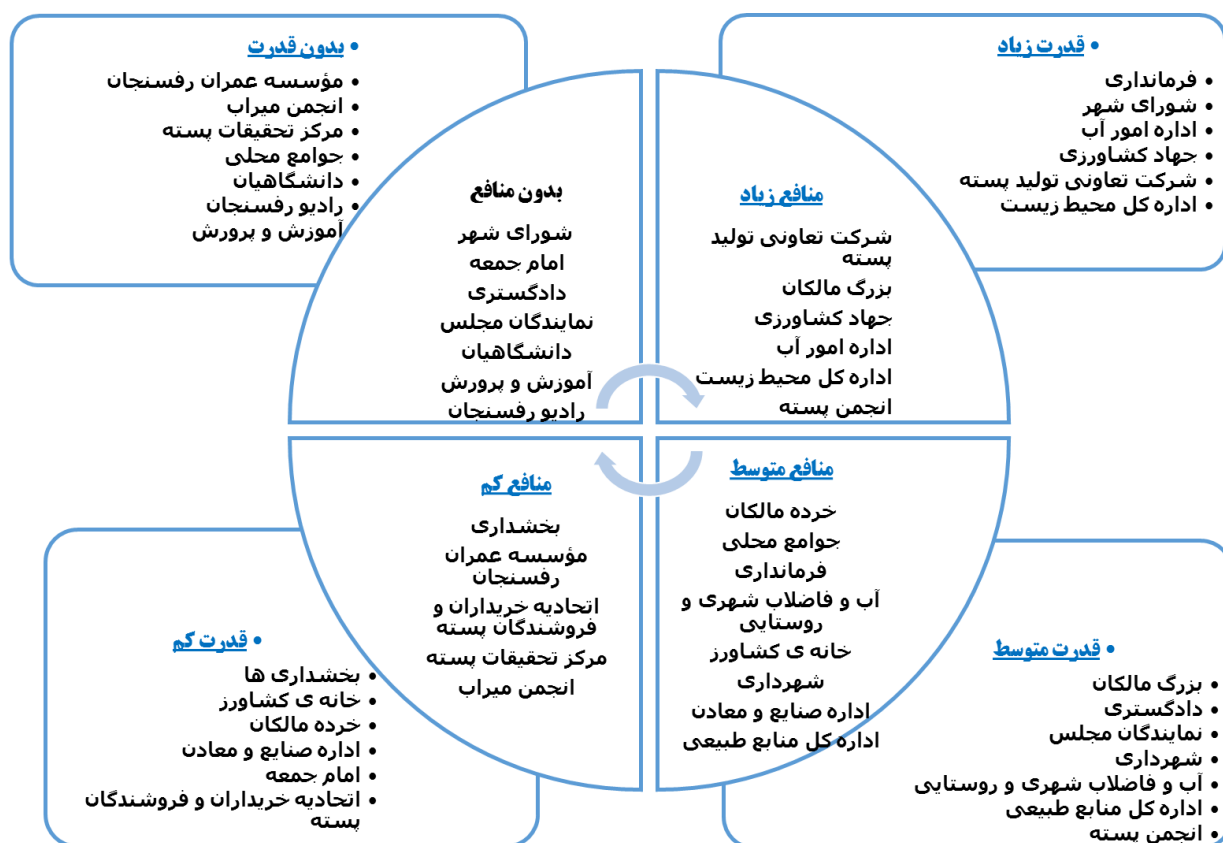 قدرت زیاد
فرمانداری
شورای شهر
اداره امور آب
جهاد کشاورزی
شرکت تعاونی تولید پسته
اداره کل محیط زیست
بدون قدرت
مؤسسه عمران رفسنجان
انجمن میراب
مرکز تحقیقات پسته
جوامع محلی
دانشگاهیان
رادیو رفسنجان
آموزش و پرورش
منافع زیاد
شرکت تعاونی تولید
پسته
بزرگ مالکان
جهاد کشاورزی
اداره امور آب
اداره کل محیط زیست
انجمن پسته
بدون منافع
شورای شهر
امام جمعه
دادگستری
نمایندگان مجلس
دانشگاهیان
آموزش و پرورش
رادیو رفسنجان
منافع متوسط
خرده مالکان
جوامع محلی
فرمانداری
آب و فاضلاب شهری و
روستایی
خانه ی کشاورز
شهرداری
اداره صنایع و معادن
اداره کل منابع طبیعی
منافع کم
بخشداری
مؤسسه عمران
رفسنجان
اتحادیه خریداران و
فروشندگان پسته
مرکز تحقیقات پسته
انجمن میراب
قدرت متوسط
بزرگ مالکان
دادگستری
نمایندگان مجلس
شهرداری
آب و فاضلاب شهری و روستایی
اداره کل منابع طبیعی
انجمن پسته
قدرت کم
بخشداری ها
خانه ی کشاورز
خرده مالکان
اداره صنایع و معادن
امام جمعه
اتحادیه خریداران و فروشندگان
پسته